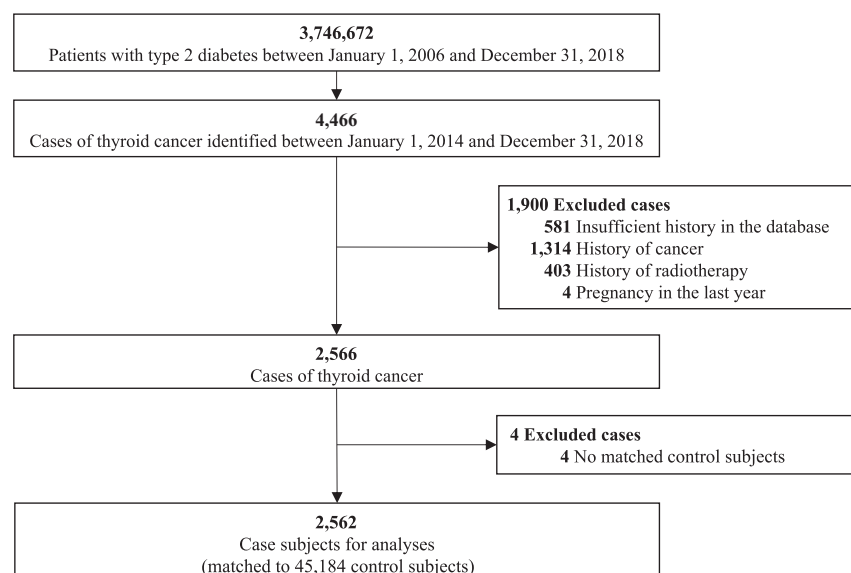 3,746,672
Patients with type 2 diabetes between January 1, 2006 and December 31, 2018
4,466
Cases of thyroid cancer identified between January 1, 2014 and December 31, 2018
1,900 Excluded cases
581 Insufficient history in the database
1,314 History of cancer
403 History of radiotherapy
4 Pregnancy in the last year
2,566
Cases of thyroid cancer
4 Excluded cases
4 No matched control subjects
2,562
Case subjects for analyses
(matched to 45,184 control subjects)